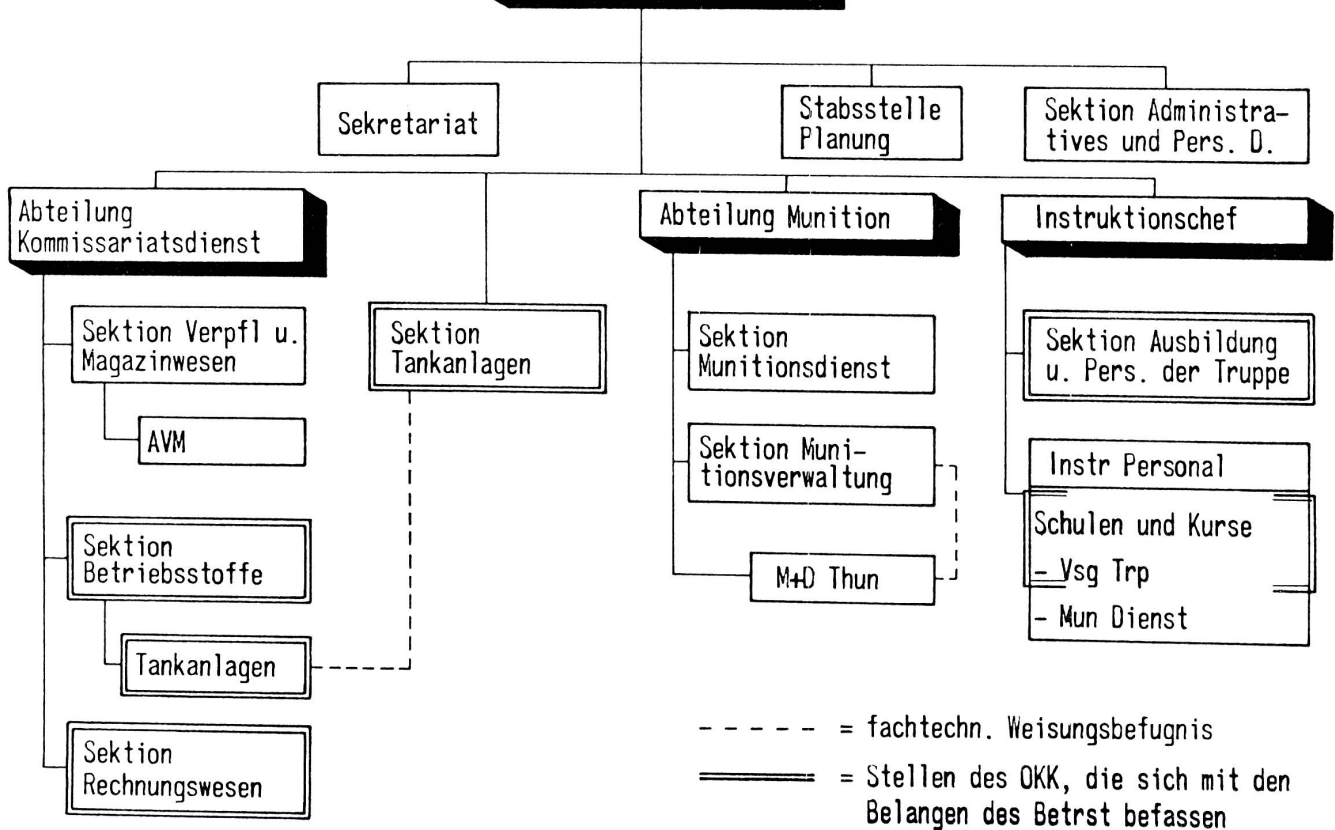 Sekretariat
Stabsstelle
Planung
Sektion Administra-
tives und Pers. D.
Abteilung
Kommissariatsdienst
Abteilung Munition
Instruktionschef
Sektion Verpfl u.
Magazinwesen
AVM
Sektion
Betriebsstoffe
Tankanlagen
Sektion
Rechnungswesen
Sektion
Tankanlagen
Sektion
Munitionsdienst
Sektion Muni-
tionsverwaltung
M+D Thun
Sektion Ausbildung
u. Pers. der Truppe
Instr Personal
Schulen und Kurse
- Vsg Trp
- Mun Dienst
= fachtechn. Weisungsbefugnis
= Stellen des OKK, die sich mit den
Belangen des Betrst befassen